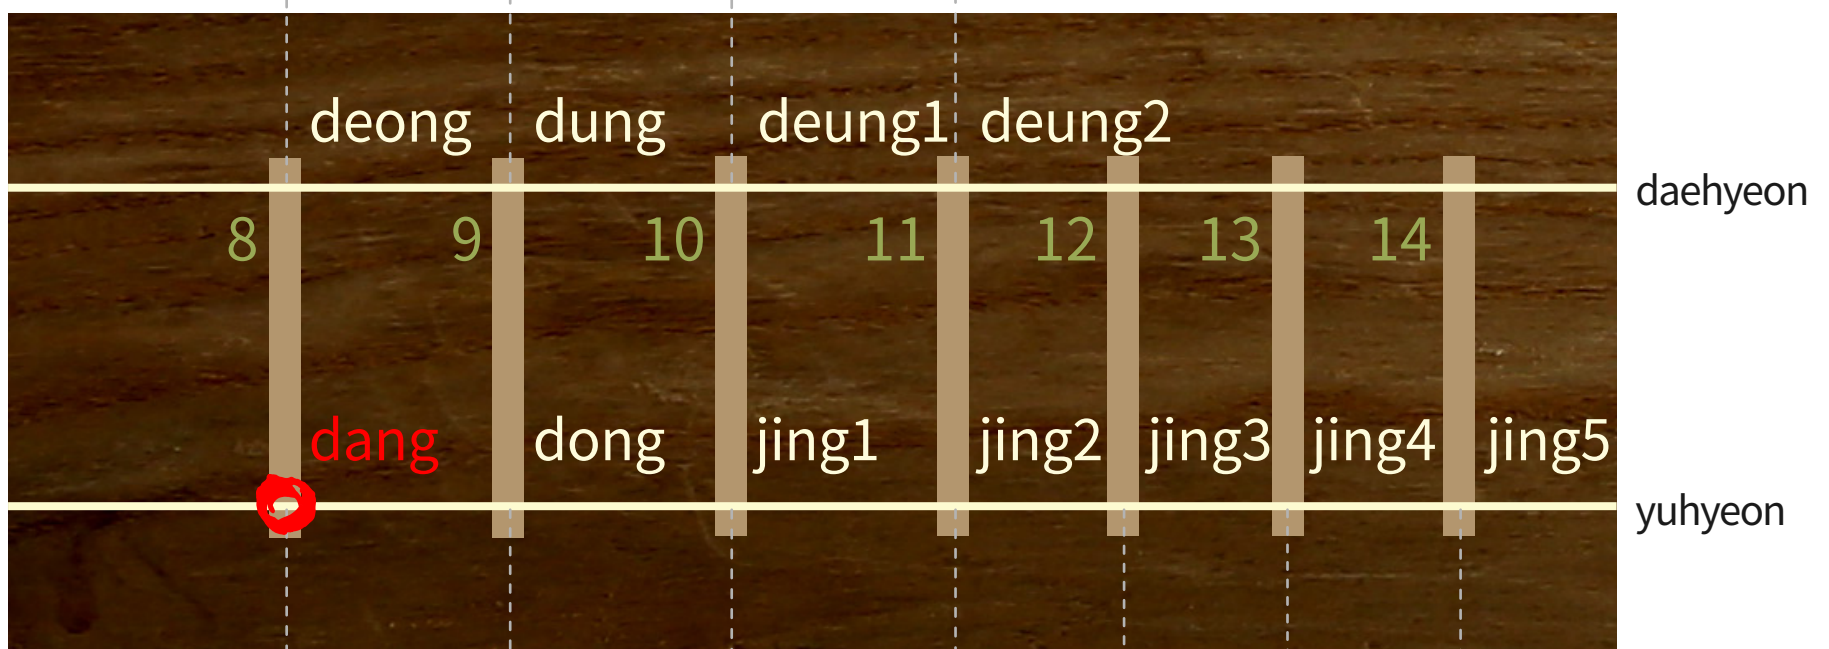 deong dung deung1 deung2
daehyeon
8 9 10 11 12 13 14
dang dong jing1 jing2 jing3 jing4 jing5
yuhyeon